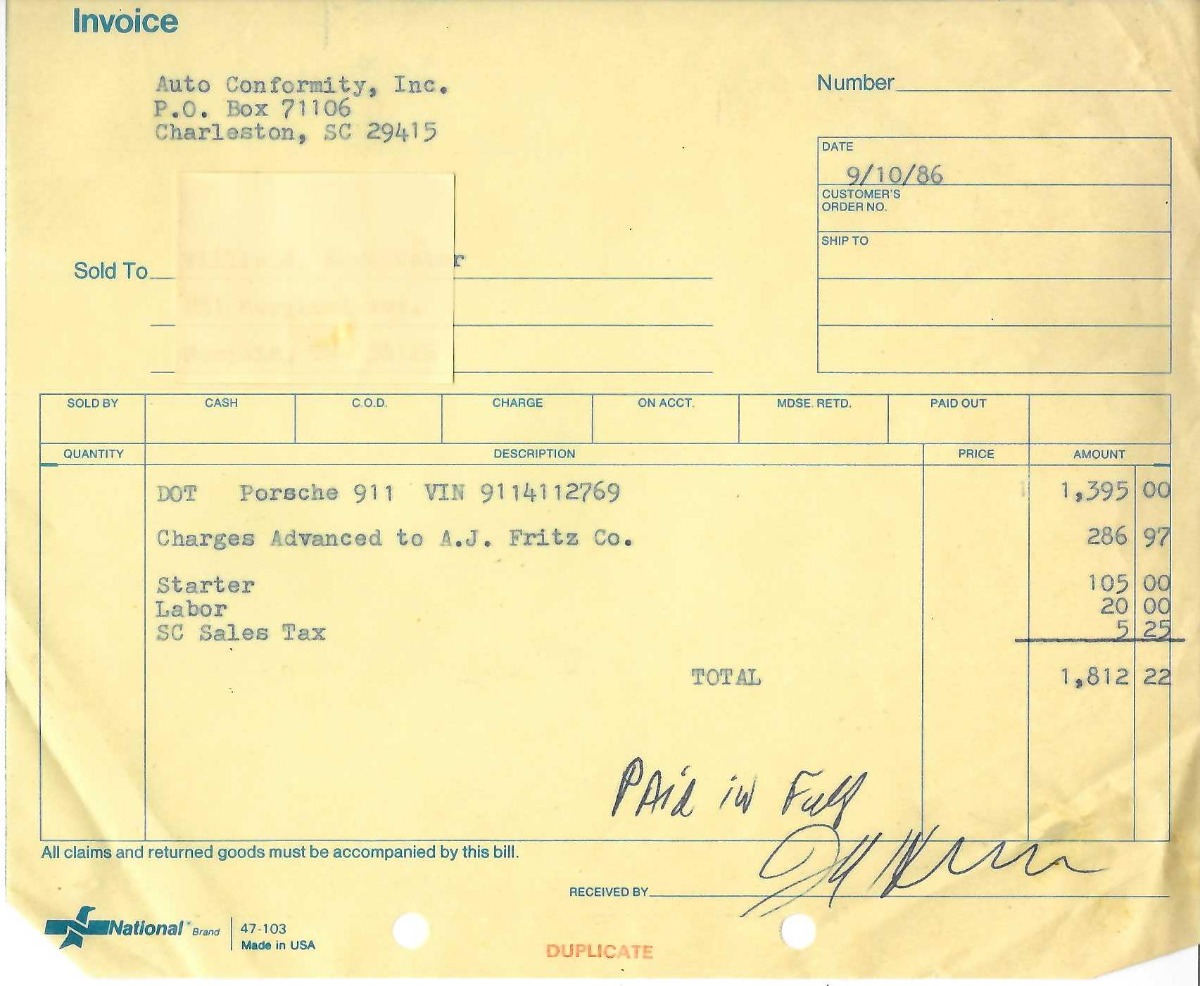 Invoice
Auto Conformity, Inc.
P.O. Box 71106
Charleston, SC 29415
Number
DATE
9/10/86
CUSTOMER'S
ORDER NO.
SHIP TO
Sold To
SOLD BY CASH C.O.D. CHARGE ON ACCT. MDSE. RETD. PAID OUT
QUANTITY DESCRIPTION PRICE AMOUNT
DOT Porsche 911 VIN 9114112769 1,395 00
Charges Advanced to A.J. Fritz Co. 286 97
Starter 105 00
Labor 20 00
SC Sales Tax 5 25
TOTAL 1,812 22
PAid in Full
All claims and returned goods must be accompanied by this bill.
RECEIVED BY
National Brand 47-103
Made in USA
DUPLICATE